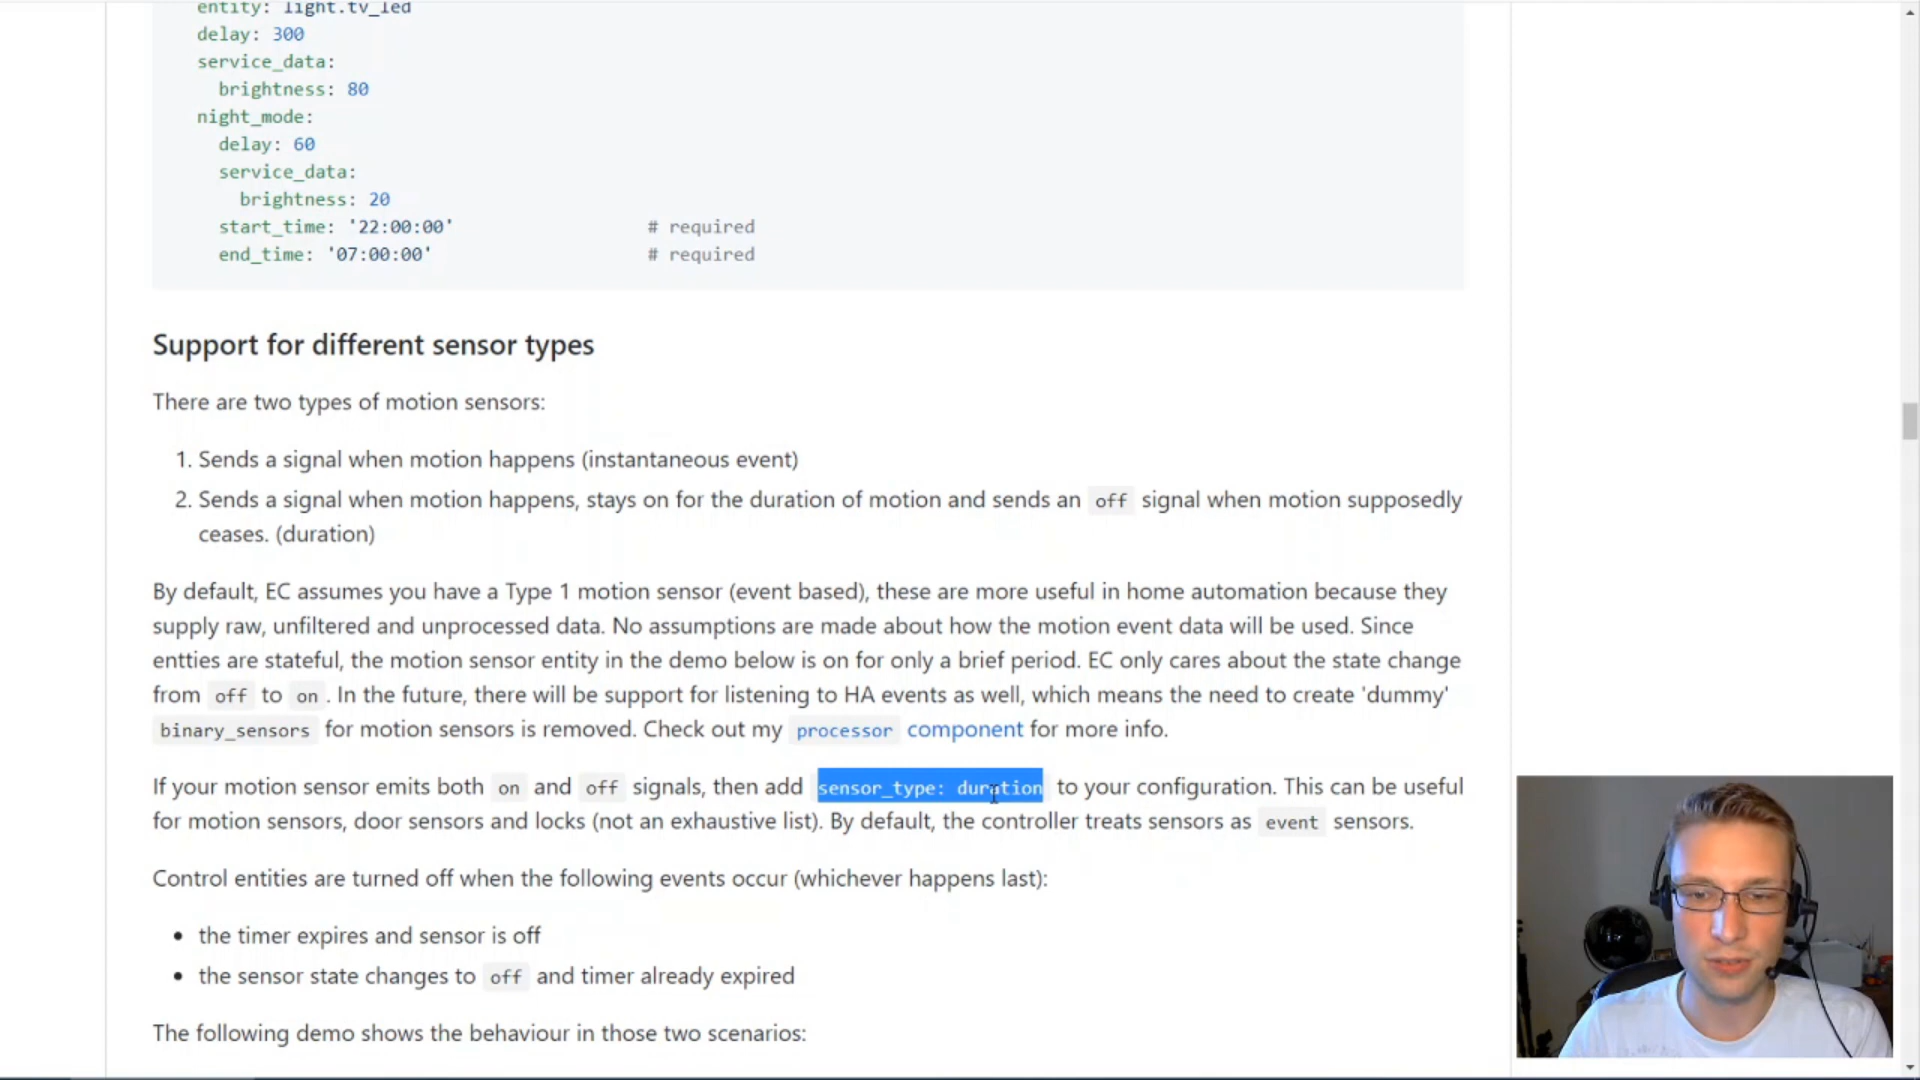 entity: light.tv_led
delay: 300
service_data:
brightness: 80
night_mode:
delay: 60
service_data:
brightness: 20
start_time: '22:00:00' # required
end_time: '07:00:00' # required
Support for different sensor types
There are two types of motion sensors:
1. Sends a signal when motion happens (instantaneous event)
2. Sends a signal when motion happens, stays on for the duration of motion and sends an off signal when motion supposedly
ceases. (duration)
By default, EC assumes you have a Type 1 motion sensor (event based), these are more useful in home automation because they
supply raw, unfiltered and unprocessed data. No assumptions are made about how the motion event data will be used. Since
entties are stateful, the motion sensor entity in the demo below is on for only a brief period. EC only cares about the state change
from off to on . In the future, there will be support for listening to HA events as well, which means the need to create 'dummy'
binary_sensors for motion sensors is removed. Check out my processor component for more info.
If your motion sensor emits both on and off signals, then add sensor_type: duration to your configuration. This can be useful
for motion sensors, door sensors and locks (not an exhaustive list). By default, the controller treats sensors as event sensors.
Control entities are turned off when the following events occur (whichever happens last):
• the timer expires and sensor is off
• the sensor state changes to off and timer already expired
The following demo shows the behaviour in those two scenarios: